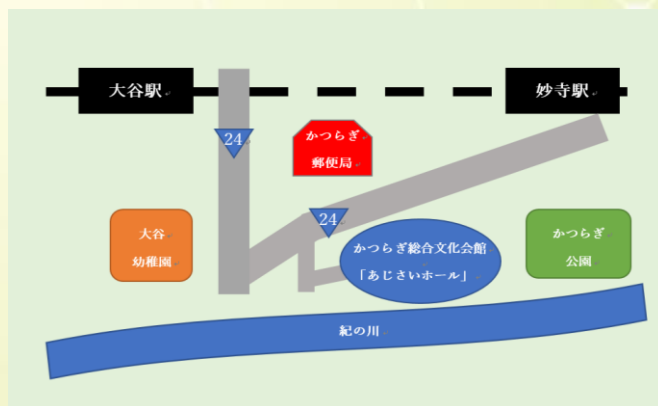 大谷駅
妙寺駅
24
かつらぎ
郵便局
24
大谷
幼稚園
かつらぎ総合文化会館
「あじさいホール」
かつらぎ
公園
紀の川